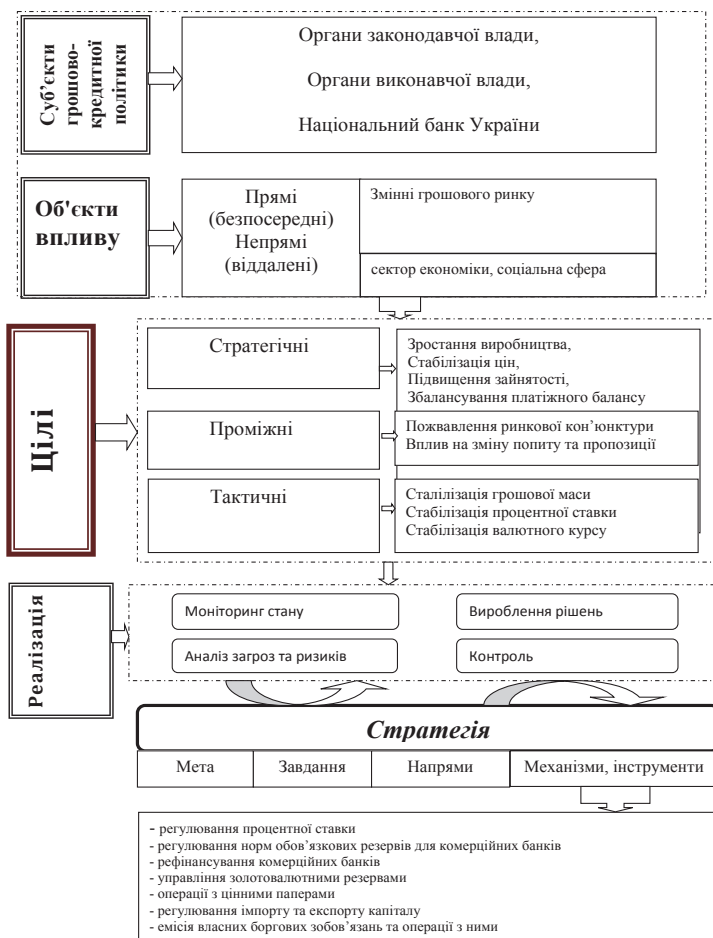 Суб’єкти
грошово-
кредитної
політики
Органи законодавчої влади,
Органи виконавчої влади,
Національний банк України
Об'єкти
впливу
Прямі
(безпосередні)
Непрямі
(віддалені)
Змінні грошового ринку
сектор економіки, соціальна сфера
Цілі
Стратегічні
Зростання виробництва,
Стабілізація цін,
Підвищення зайнятості,
Збалансування платіжного балансу
Проміжні
Пожвавлення ринкової кон’юнктури
Вплив на зміну попиту та пропозиції
Тактичні
Сталілізація грошової маси
Стабілізація процентної ставки
Стабілізація валютного курсу
Реалізація
Моніторинг стану
Вироблення рішень
Аналіз загроз та ризиків
Контроль
Стратегія
Мета
Завдання
Напрями
Механізми, інструменти
- регулювання процентної ставки
- регулювання норм обов’язкових резервів для комерційних банків
- рефінансування комерційних банків
- управління золотовалютними резервами
- операції з цінними паперами
- регулювання імпорту та експорту капіталу
- емісія власних боргових зобов’язань та операції з ними